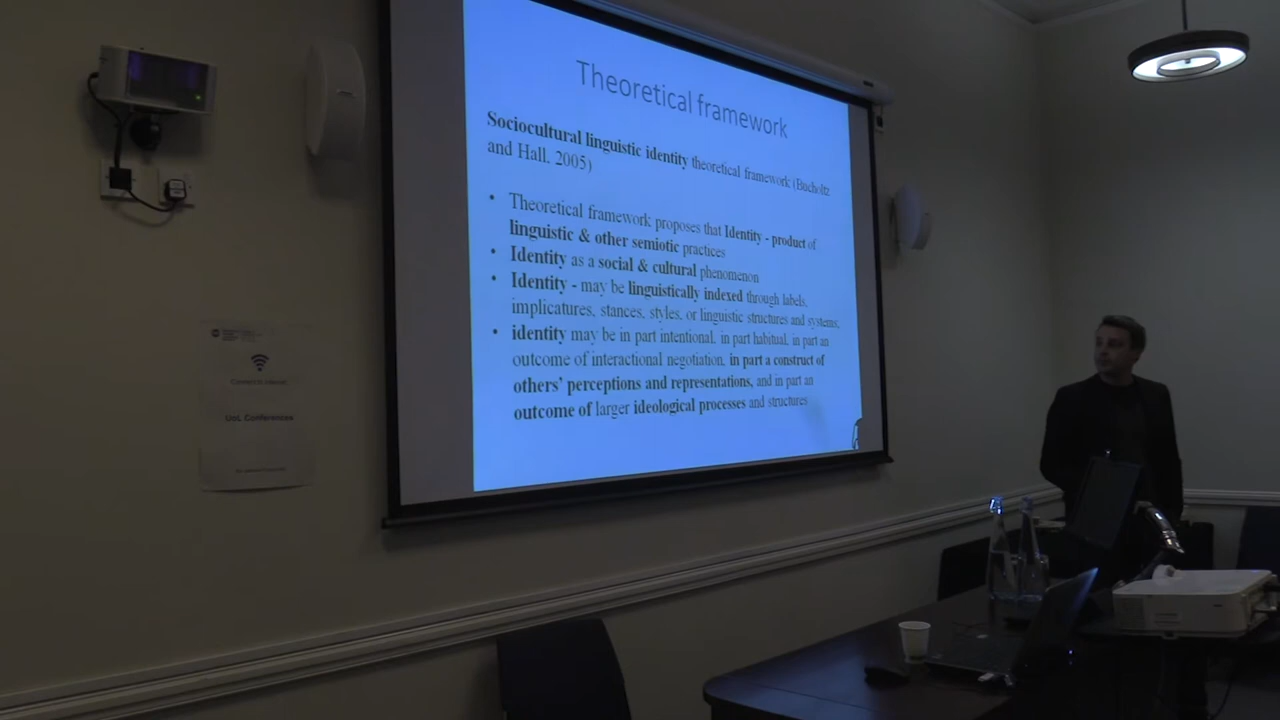 Theoretical framework
Sociocultural linguistic identity theoretical framework (Bucholtz
and Hall, 2005)
• Theoretical framework proposes that Identity - product of
linguistic & other semiotic practices
• Identity as a social & cultural phenomenon
• Identity - may be linguistically indexed through labels,
implicatures, stances, styles, or linguistic structures and systems,
• identity may be in part intentional, in part habitual, in part an
outcome of interactional negotiation, in part a construct of
others' perceptions and representations, and in part an
outcome of larger ideological processes and structures
UoL Conferences